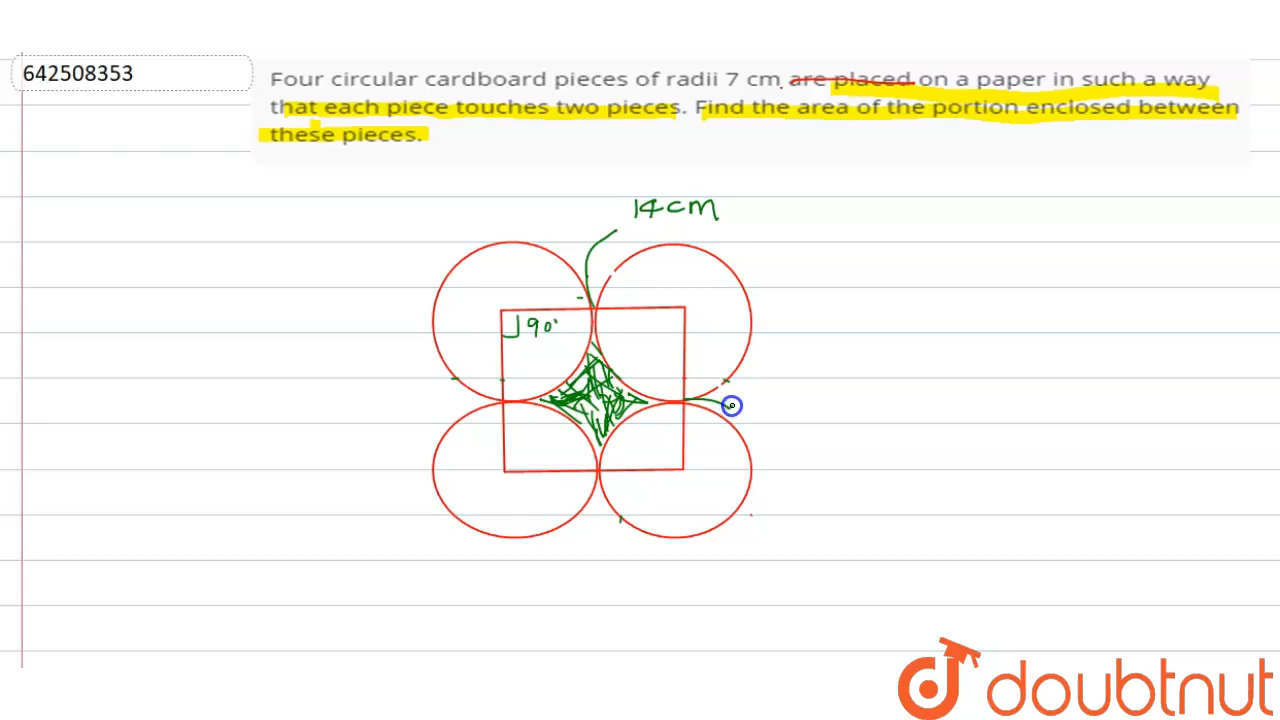 642508353
Four circular cardboard pieces of radii 7 cm are placed on a paper in such a way
that each piece touches two pieces. Find the area of the portion enclosed between
these pieces.
14cm
90°
doubtnut